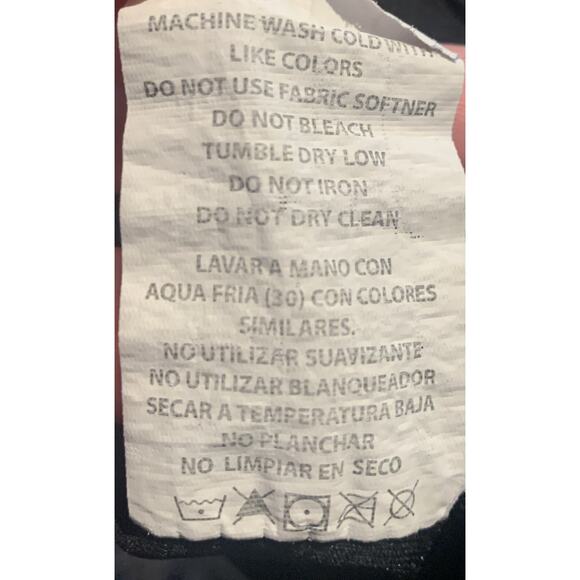 MACHINE WASH COLD WITH
LIKE COLORS
DO NOT USE FABRIC SOFTNER
DO NOT BLEACH
TUMBLE DRY LOW
DO NOT IRON
DO NOT DRY CLEAN
LAVAR A MANO CON
AQUA FRIA (30) CON COLORES
SIMILARES.
NO UTILIZAR SUAVIZANTE
NO UTILIZAR BLANQUEADOR
SECAR A TEMPERATURA BAJA
NO PLANCHAR
NO LIMPIAR EN SECO